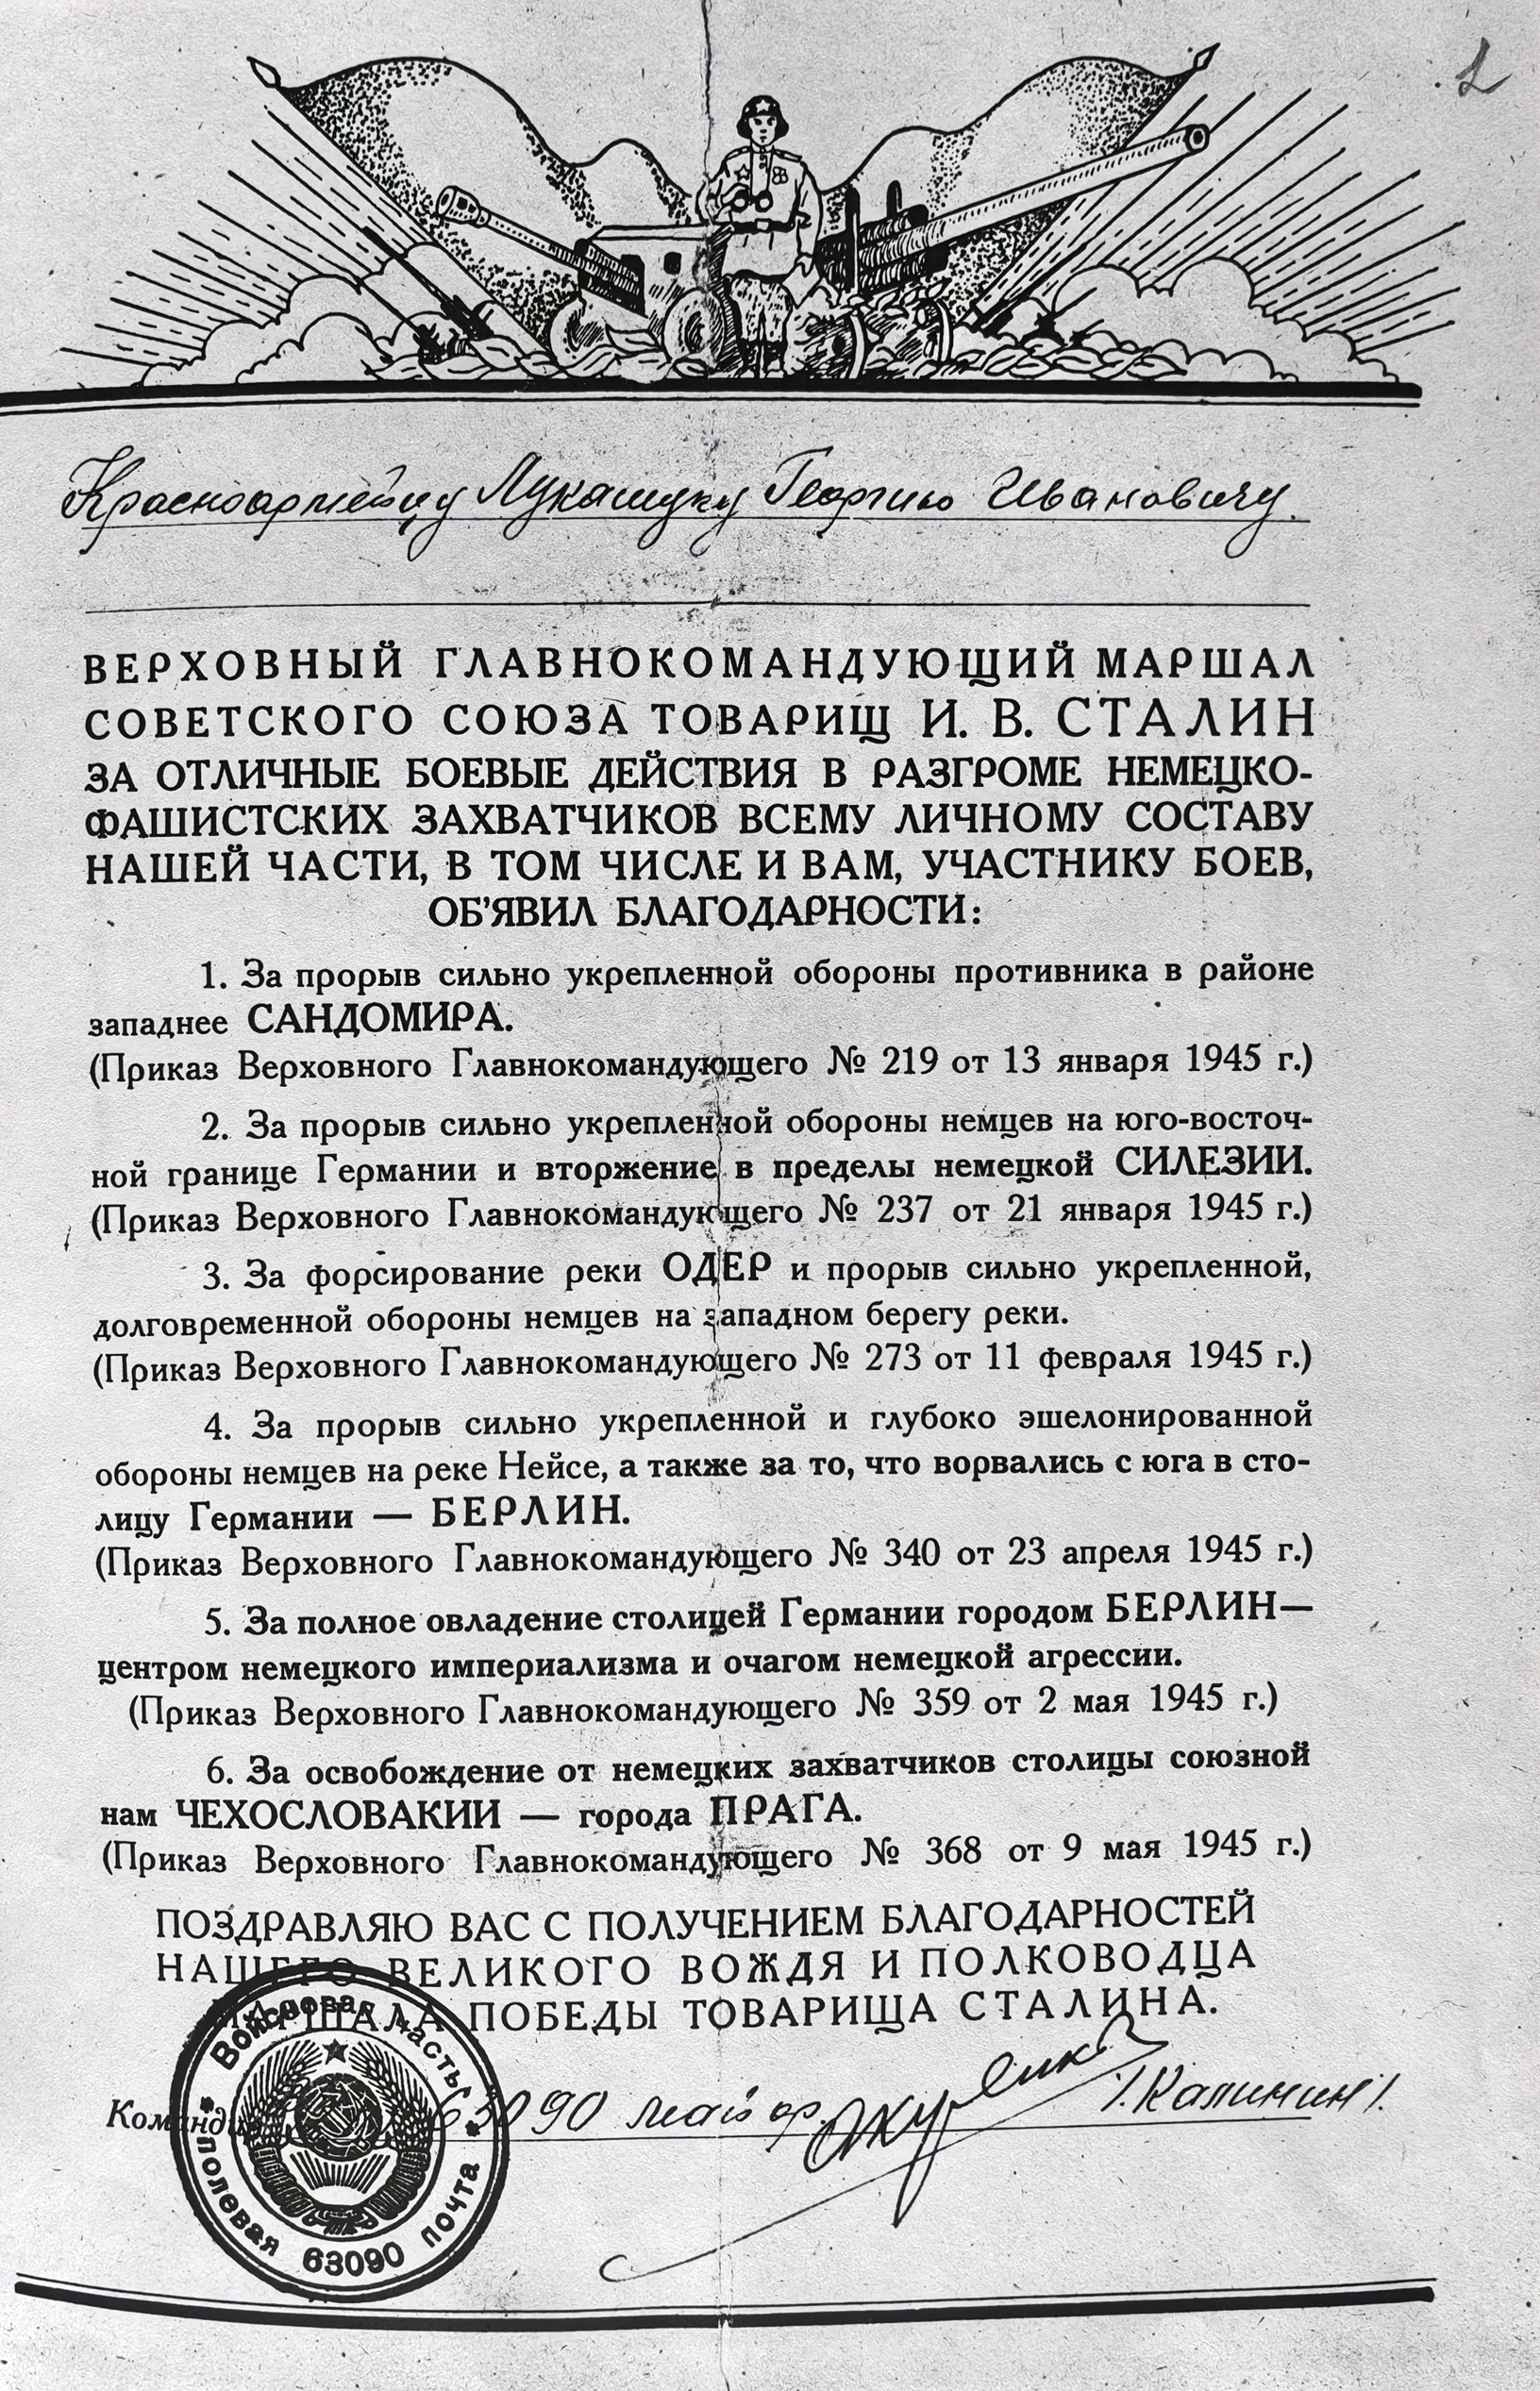 1
Красноармейцу Лукашуку Георгию Ивановичу.
ВЕРХОВНЫЙ ГЛАВНОКОМАНДУЮЩИЙ МАРШАЛ
СОВЕТСКОГО СОЮЗА ТОВАРИЩ И. В. СТАЛИН
ЗА ОТЛИЧНЫЕ БОЕВЫЕ ДЕЙСТВИЯ В РАЗГРОМЕ НЕМЕЦКО-
ФАШИСТСКИХ ЗАХВАТЧИКОВ ВСЕМУ ЛИЧНОМУ СОСТАВУ
НАШЕЙ ЧАСТИ, В ТОМ ЧИСЛЕ И ВАМ, УЧАСТНИКУ БОЕВ,
ОБ'ЯВИЛ БЛАГОДАРНОСТИ:
1. За прорыв сильно укрепленной обороны противника в районе
западнее САНДОМИРА.
(Приказ Верховного Главнокомандующего № 219 от 13 января 1945 г.)
2. За прорыв сильно укрепленной обороны немцев на юго-восточ-
ной границе Германии и вторжение в пределы немецкой СИЛЕЗИИ.
(Приказ Верховного Главнокомандующего № 237 от 21 января 1945 г.)
3. За форсирование реки ОДЕР и прорыв сильно укрепленной,
долговременной обороны немцев на западном берегу реки.
(Приказ Верховного Главнокомандующего № 273 от 11 февраля 1945 г.)
4. За прорыв сильно укрепленной и глубоко эшелонированной
обороны немцев на реке Нейсе, а также за то, что ворвались с юга в сто-
лицу Германии — БЕРЛИН.
(Приказ Верховного Главнокомандующего № 340 от 23 апреля 1945 г.)
5. За полное овладение столицей Германии городом БЕРЛИН—
центром немецкого империализма и очагом немецкой агрессии.
(Приказ Верховного Главнокомандующего № 359 от 2 мая 1945 г.)
6. За освобождение от немецких захватчиков столицы союзной
нам ЧЕХОСЛОВАКИИ — города ПРАГА.
(Приказ Верховного Главнокомандующего № 368 от 9 мая 1945 г.)
ПОЗДРАВЛЯЮ ВАС С ПОЛУЧЕНИЕМ БЛАГОДАРНОСТЕЙ
НАШЕГО ВЕЛИКОГО ВОЖДЯ И ПОЛКОВОДЦА
МАРШАЛА ПОБЕДЫ ТОВАРИЩА СТАЛИНА.
Командир 63090 майор /Калинин/.
Войсковая часть
полевая почта
63090